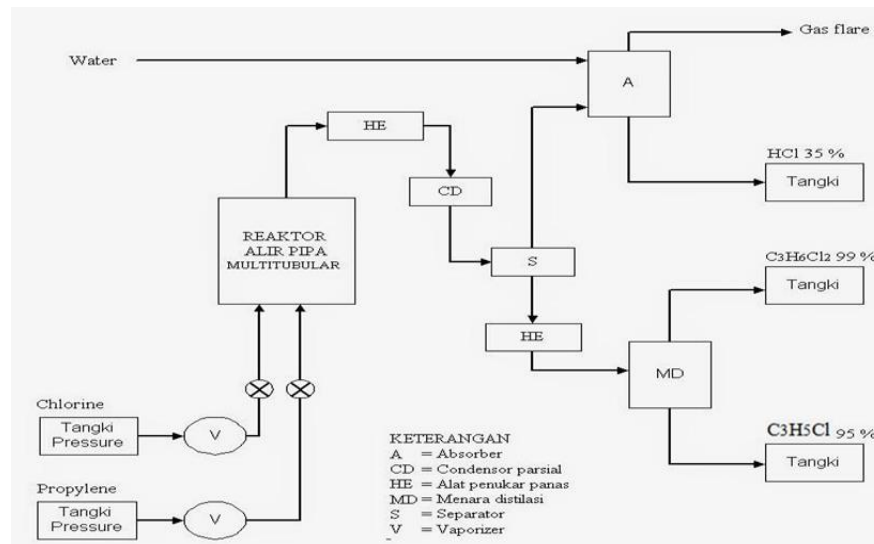 Gas flare
Water
A
HE
HCl 35 %
Tangki
CD
REAKTOR
ALIR PIPA
MULTITUBULAR
S
C3H6Cl2 99 %
Tangki
HE
MD
Chlorine
Tangki
Pressure
V
C3H5Cl 95 %
Tangki
KETERANGAN
A = Absorber
CD = Condensor parsial
HE = Alat penukar panas
MD = Menara distilasi
S = Separator
V = Vaporizer
Propylene
Tangki
Pressure
V